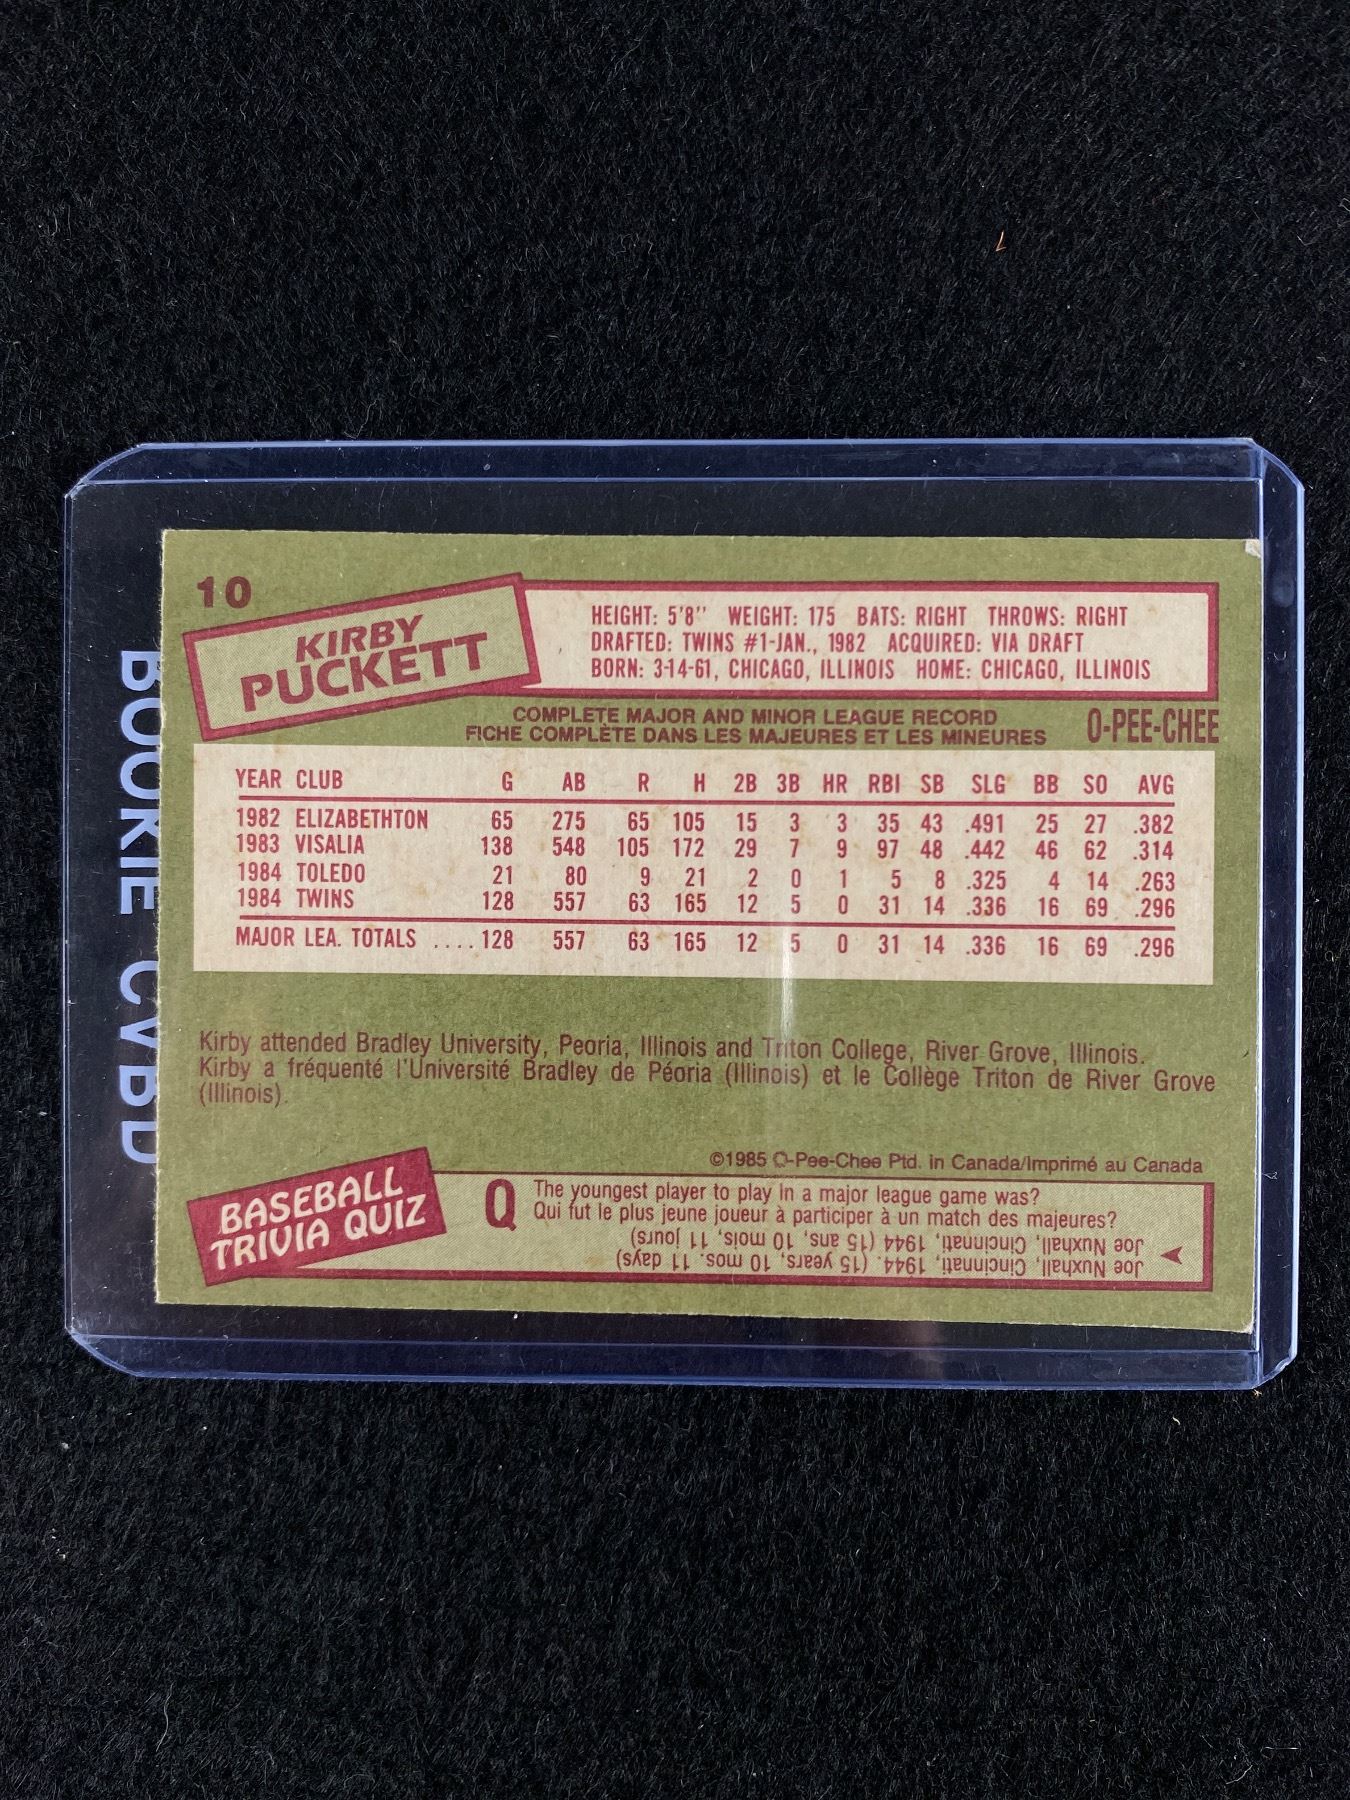 10
KIRBY
PUCKETT
HEIGHT: 5'8" WEIGHT: 175 BATS: RIGHT THROWS: RIGHT
DRAFTED: TWINS #1-JAN., 1982 ACQUIRED: VIA DRAFT
BORN: 3-14-61, CHICAGO, ILLINOIS HOME: CHICAGO, ILLINOIS
COMPLETE MAJOR AND MINOR LEAGUE RECORD
FICHE COMPLÈTE DANS LES MAJEURES ET LES MINEURES
O-PEE-CHEE
YEAR CLUB G AB R H 2B 3B HR RBI SB SLG BB SO AVG
1982 ELIZABETHTON 65 275 65 105 15 3 3 35 43 .491 25 27 .382
1983 VISALIA 138 548 105 172 29 7 9 97 48 .442 46 62 .314
1984 TOLEDO 21 80 9 21 2 0 1 5 8 .325 4 14 .263
1984 TWINS 128 557 63 165 12 5 0 31 14 .336 16 69 .296
MAJOR LEA. TOTALS .... 128 557 63 165 12 5 0 31 14 .336 16 69 .296
Kirby attended Bradley University, Peoria, Illinois and Triton College, River Grove, Illinois.
Kirby a fréquenté l'Université Bradley de Péoria (Illinois) et le Collège Triton de River Grove
(Illinois).
©1985 O-Pee-Chee Ptd. in Canada/Imprimé au Canada
BASEBALL
TRIVIA QUIZ
Q
The youngest player to play in a major league game was?
Qui fut le plus jeune joueur à participer à un match des majeures?
Joe Nuxhall, Cincinnati, 1944. (15 years, 10 mos. 11 days)
Joe Nuxhall, Cincinnati, 1944 (15 ans, 10 mois, 11 jours)